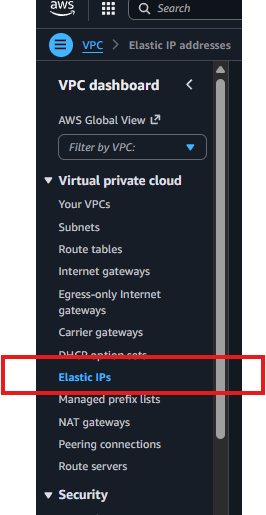 aws
Search
VPC > Elastic IP addresses
VPC dashboard
AWS Global View
Filter by VPC:
Virtual private cloud
Your VPCs
Subnets
Route tables
Internet gateways
Egress-only Internet
gateways
Carrier gateways
DHCP option sets
Elastic IPs
Managed prefix lists
NAT gateways
Peering connections
Route servers
Security